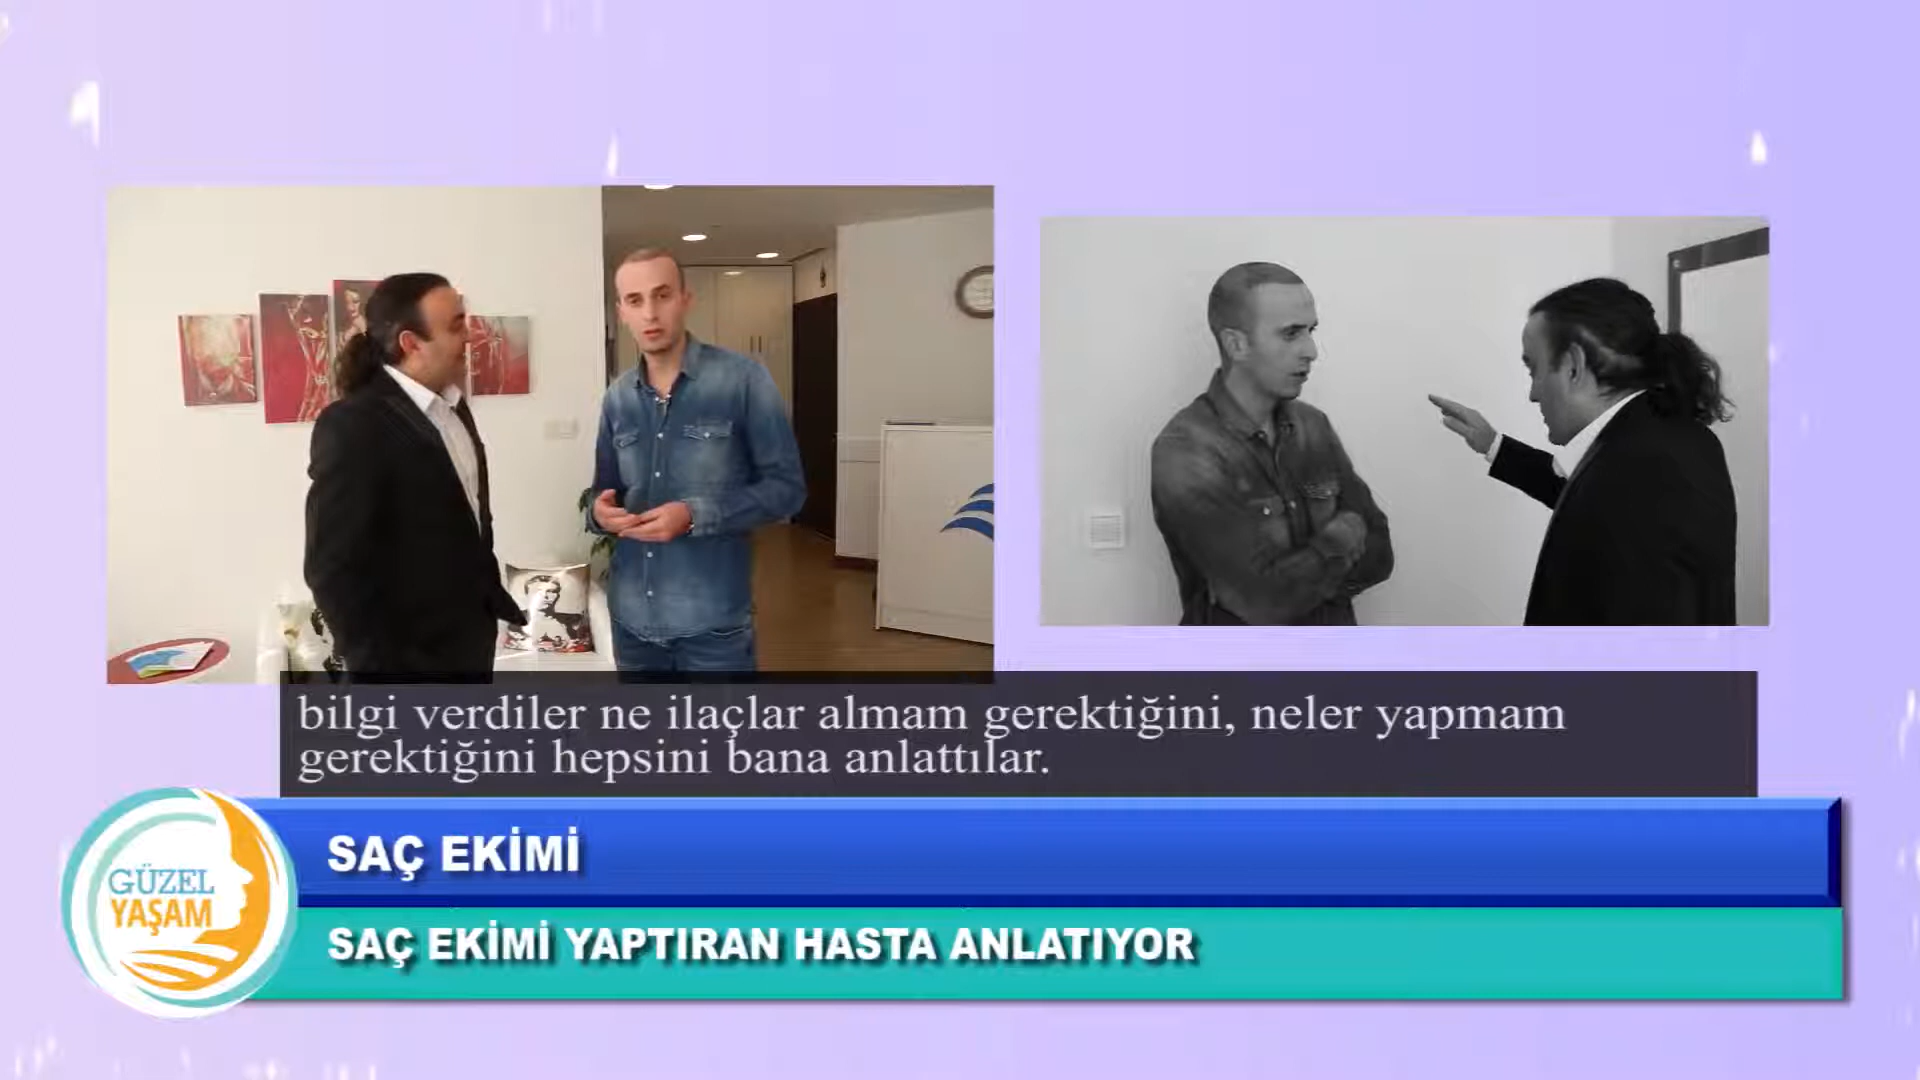 bilgi verdiler ne ilaçlar almam gerektiğini, neler yapmam
gerektiğini hepsini bana anlattılar.
SAÇ EKİMİ
GÜZEL
YAŞAM
SAÇ EKİMİ YAPTIRAN HASTA ANLATIYOR